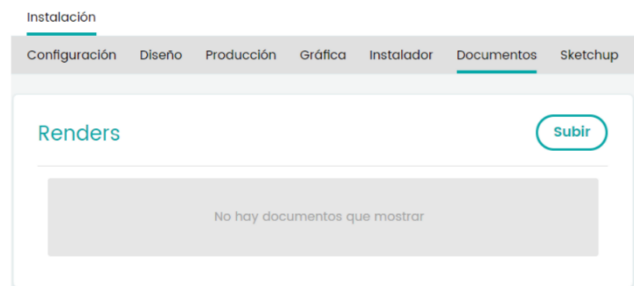 Instalación
Configuración Diseño Producción Gráfica Instalador Documentos Sketchup
Renders Subir
No hay documentos que mostrar